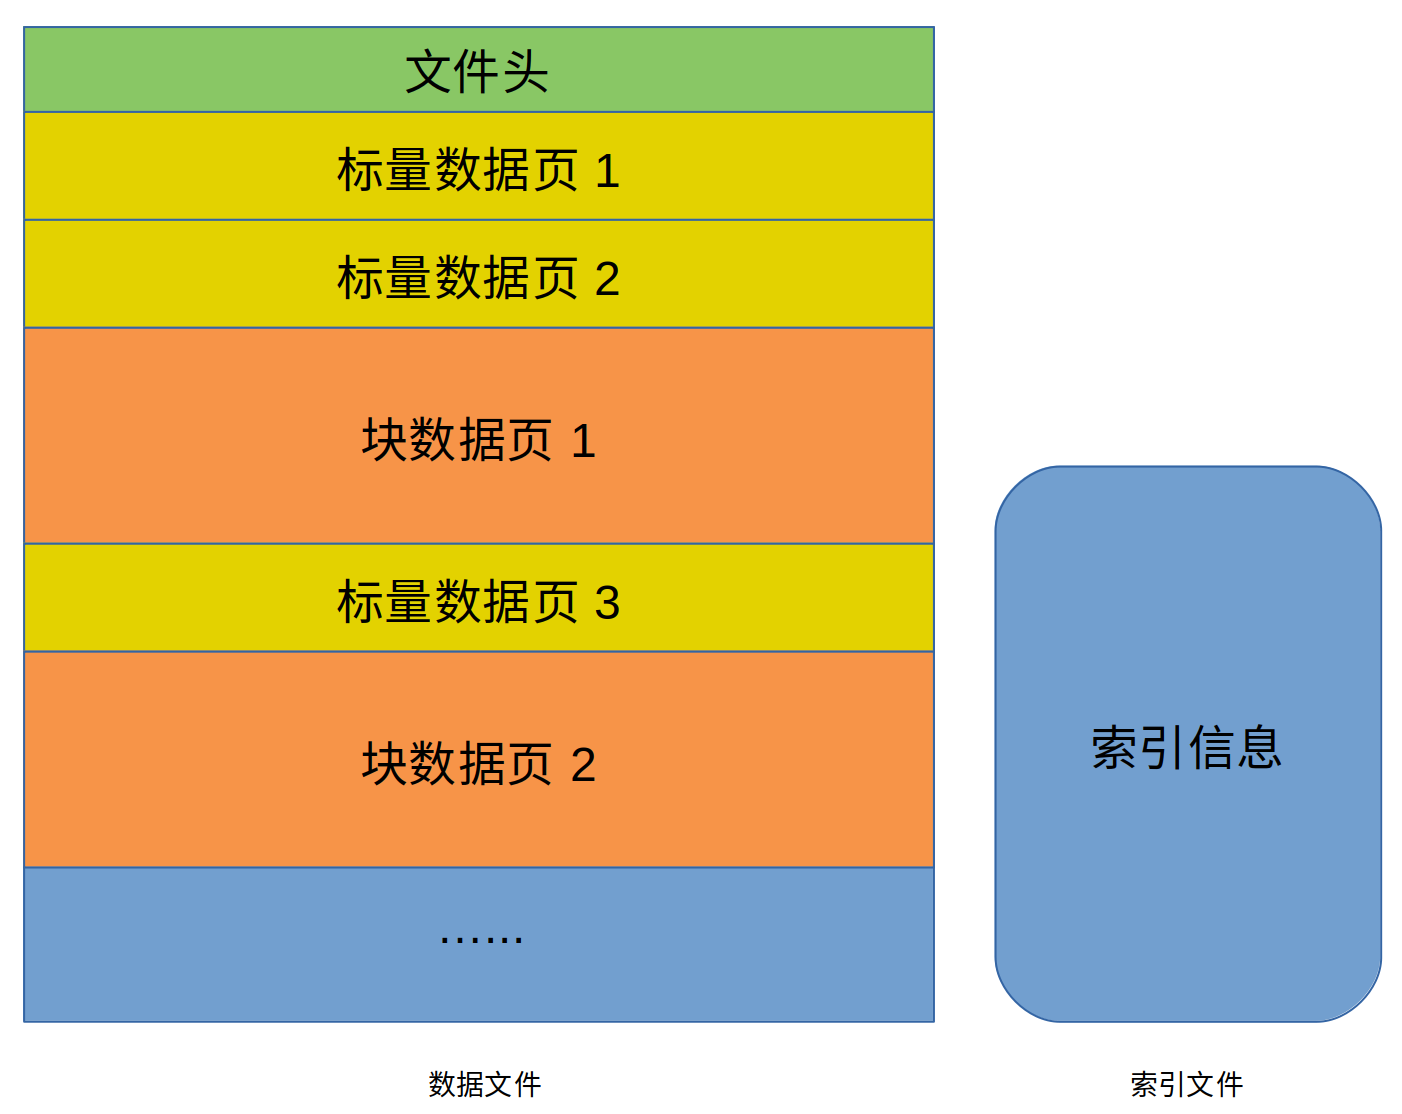 文件头
标量数据页 1
标量数据页 2
块数据页 1
标量数据页 3
块数据页 2
……
数据文件
索引信息
索引文件